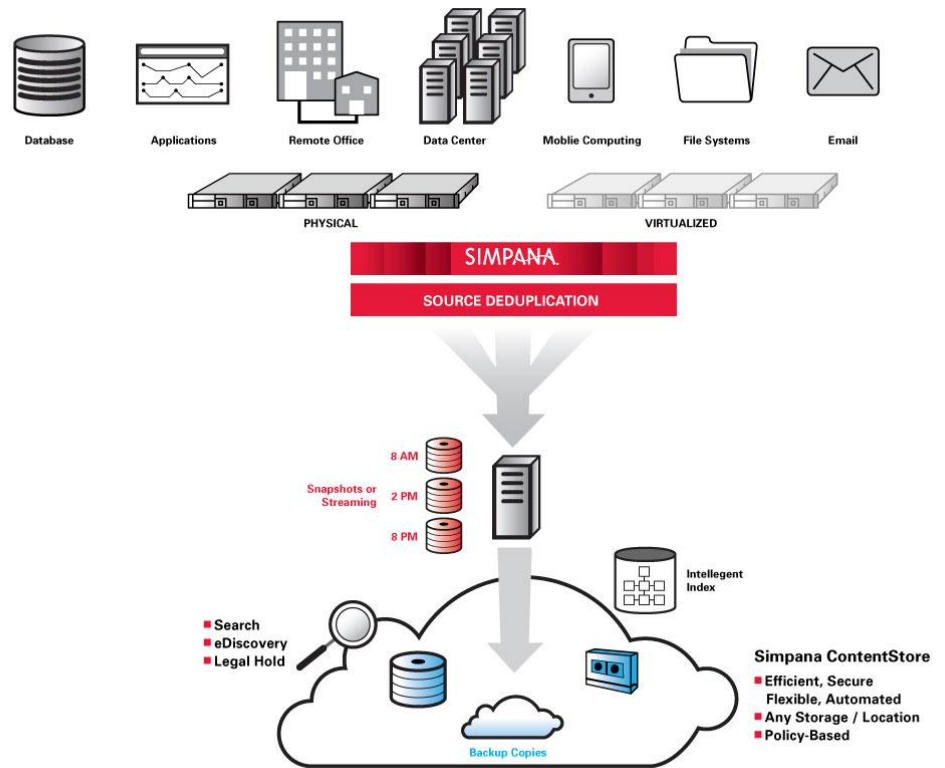 Database
Applications
Remote Office
Data Center
Moblie Computing
File Systems
Email
PHYSICAL
VIRTUALIZED
SIMPANA
SOURCE DEDUPLICATION
8 AM
Snapshots or
Streaming
2 PM
8 PM
Intellegent
Index
Search
eDiscovery
Legal Hold
Simpana ContentStore
Efficient, Secure
Flexible, Automated
Any Storage / Location
Policy-Based
Backup Copies